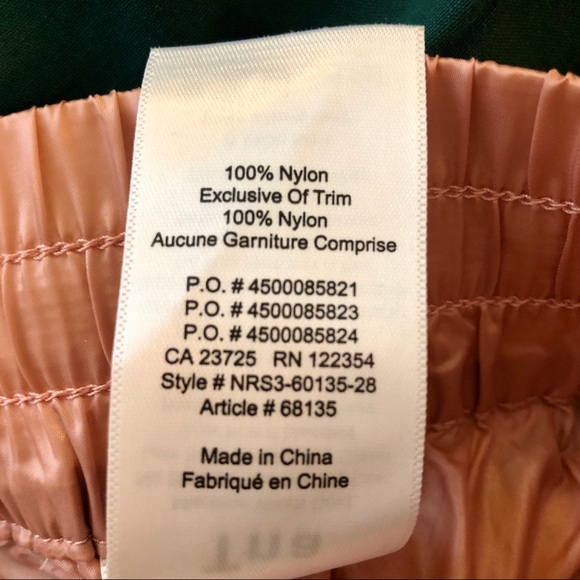 100% Nylon
Exclusive Of Trim
100% Nylon
Aucune Garniture Comprise
P.O. # 4500085821
P.O. # 4500085823
P.O. # 4500085824
CA 23725 RN 122354
Style # NRS3-60135-28
Article # 68135
Made in China
Fabriqué en Chine